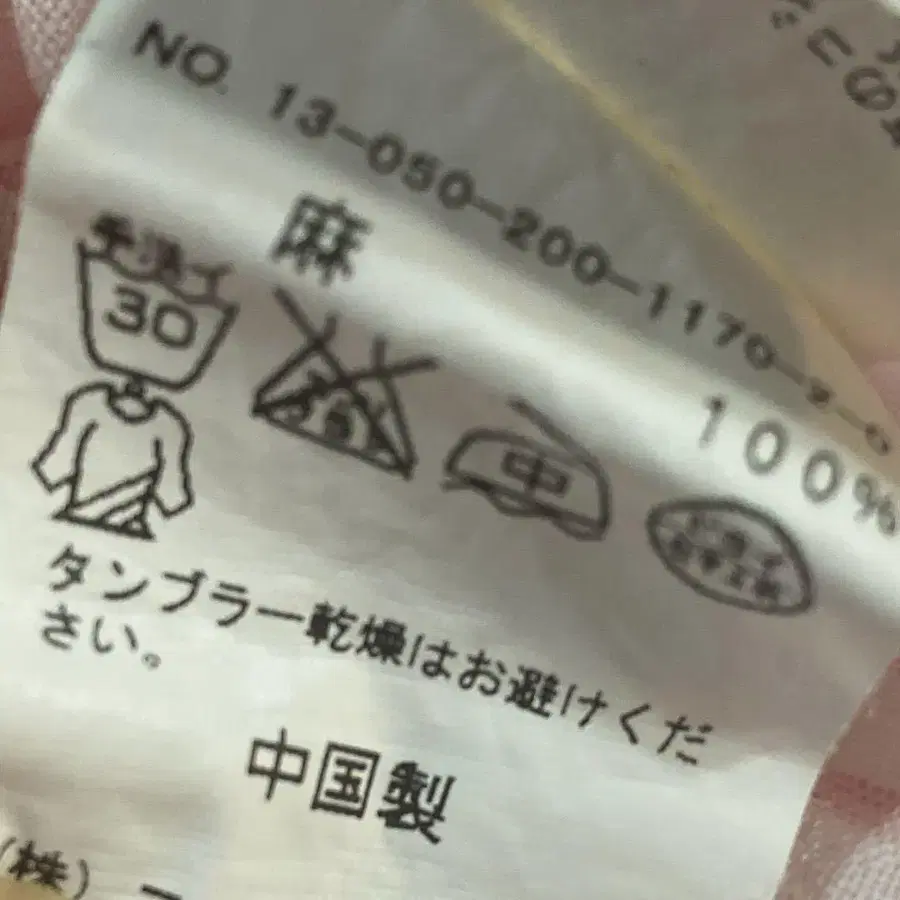 NO. 13-050-200-1170-
麻 100%
手洗イ
30
中
タンブラー乾燥はお避けくだ
さい。
中国製
(株)